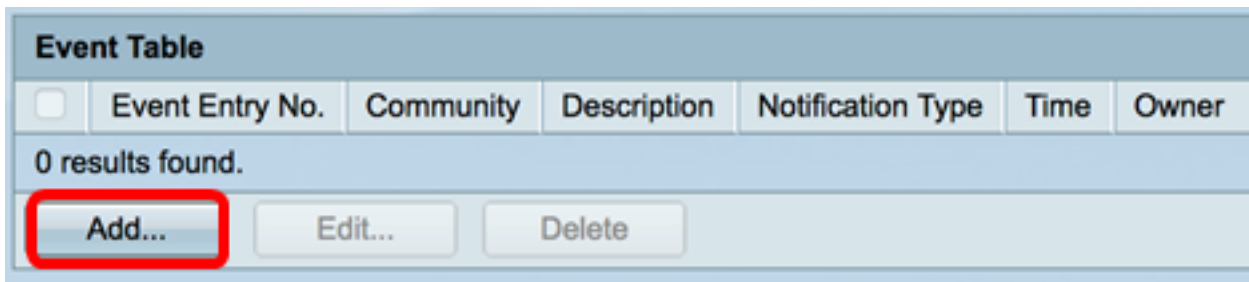 Event Table
Event Entry No. Community Description Notification Type Time Owner
0 results found.
Add... Edit... Delete